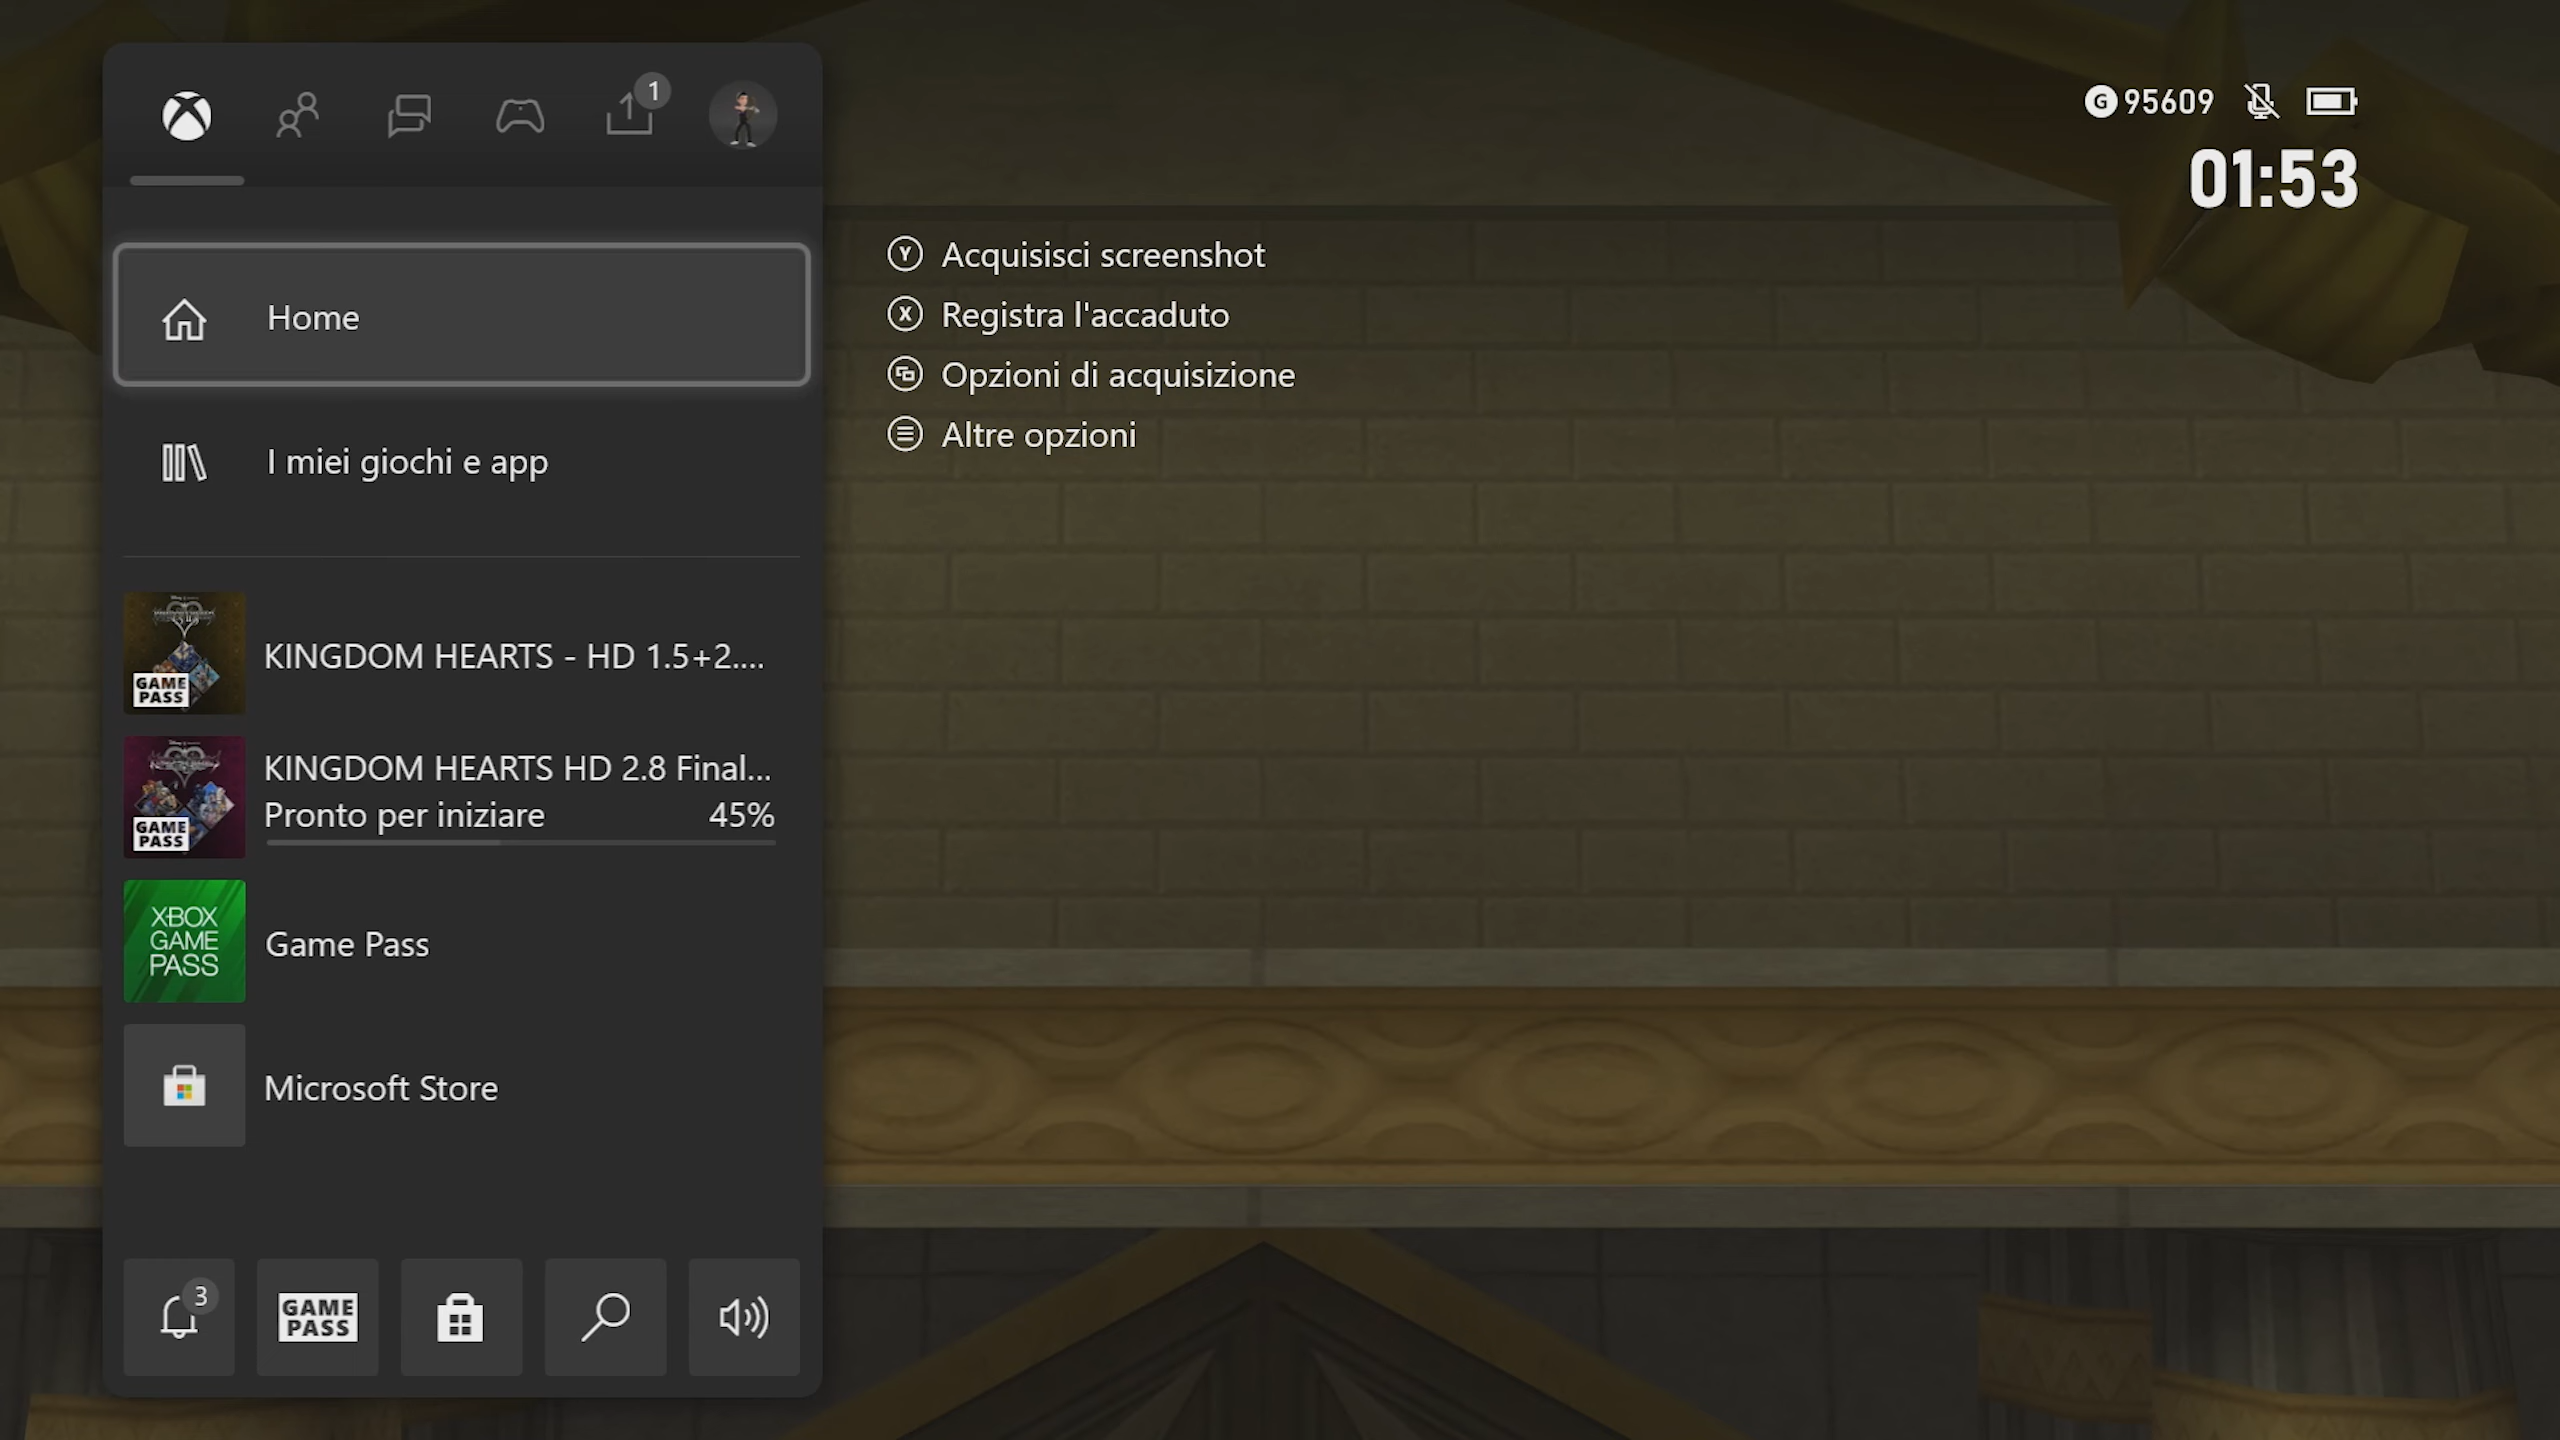 1
G 95609
01:53
Home
Y Acquisisci screenshot
X Registra l'accaduto
Opzioni di acquisizione
Altre opzioni
I miei giochi e app
GAME
PASS
KINGDOM HEARTS - HD 1.5+2....
GAME
PASS
KINGDOM HEARTS HD 2.8 Final...
Pronto per iniziare 45%
XBOX
GAME
PASS
Game Pass
Microsoft Store
3
GAME
PASS